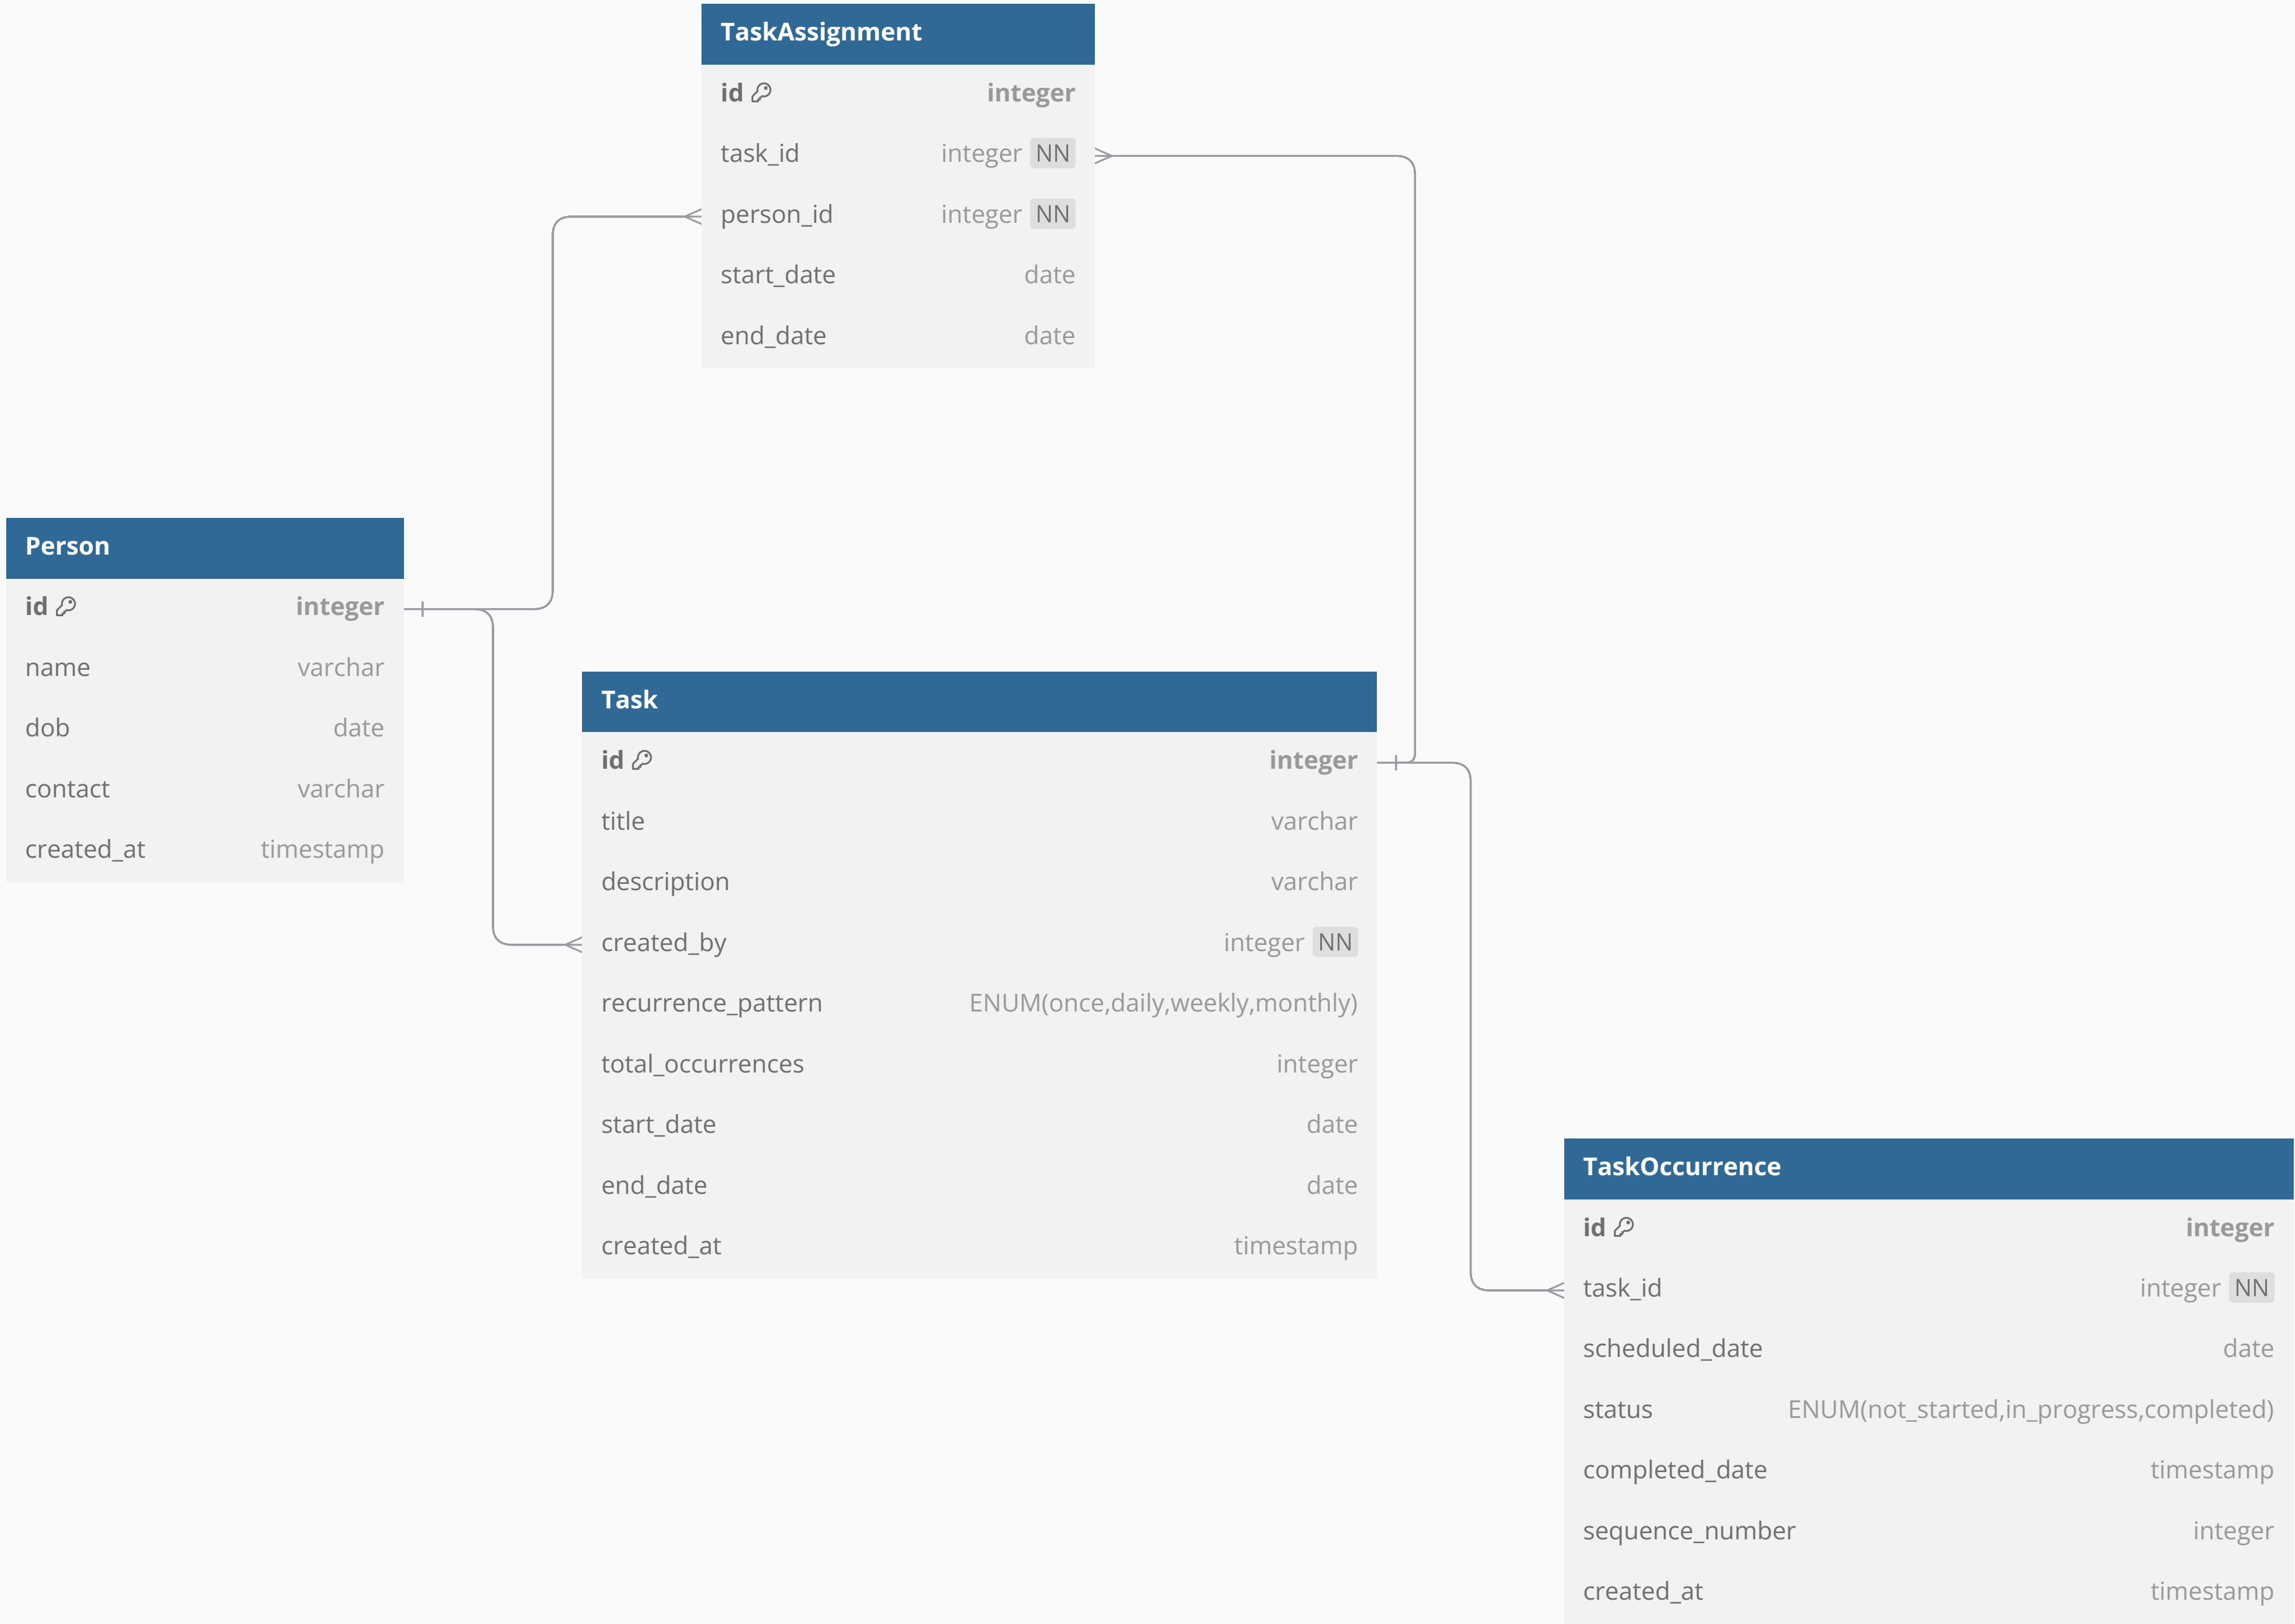 TaskAssignment
id integer
task_id integer NN
person_id integer NN
start_date date
end_date date
Person
id integer
name varchar
dob date
contact varchar
created_at timestamp
Task
id integer
title varchar
description varchar
created_by integer NN
recurrence_pattern ENUM(once,daily,weekly,monthly)
total_occurrences integer
start_date date
end_date date
created_at timestamp
TaskOccurrence
id integer
task_id integer NN
scheduled_date date
status ENUM(not_started,in_progress,completed)
completed_date timestamp
sequence_number integer
created_at timestamp